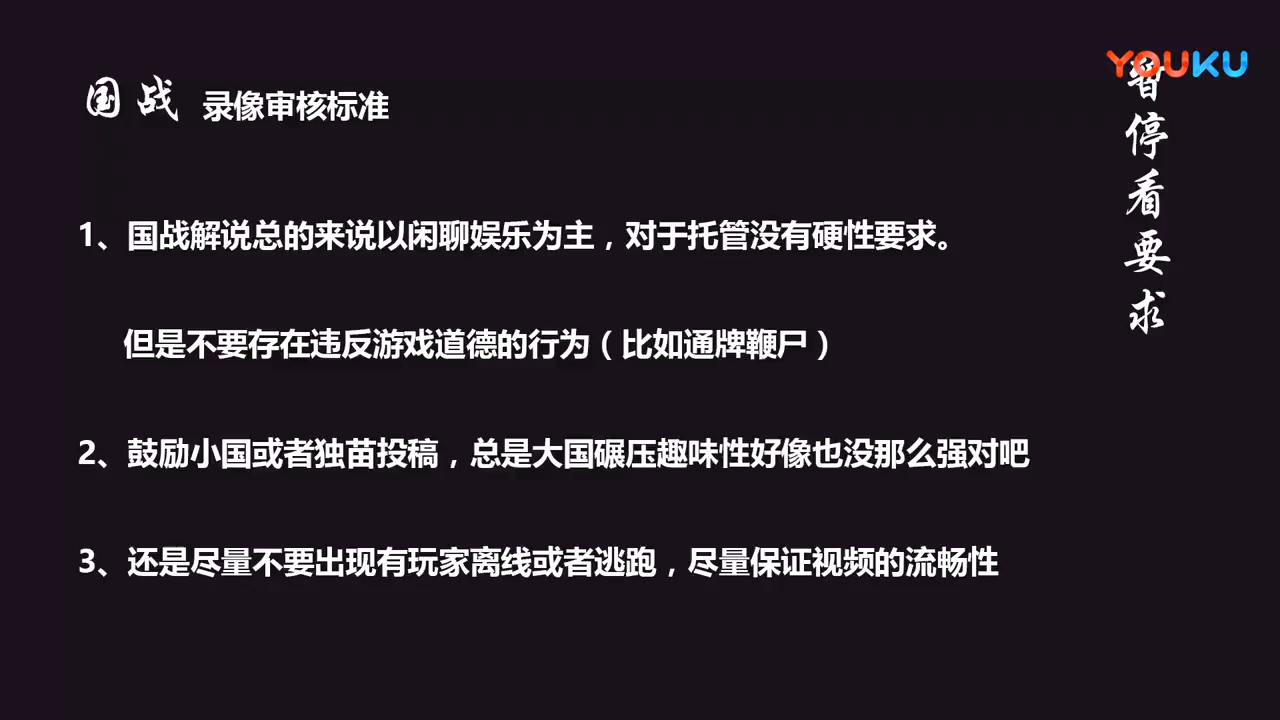 国战 录像审核标准
YOUKU
暂停看要求
1、国战解说总的来说以闲聊娱乐为主，对于托管没有硬性要求。
但是不要存在违反游戏道德的行为（比如通牌鞭尸）
2、鼓励小国或者独苗投稿，总是大国碾压趣味性好像也没那么强对吧
3、还是尽量不要出现有玩家离线或者逃跑，尽量保证视频的流畅性